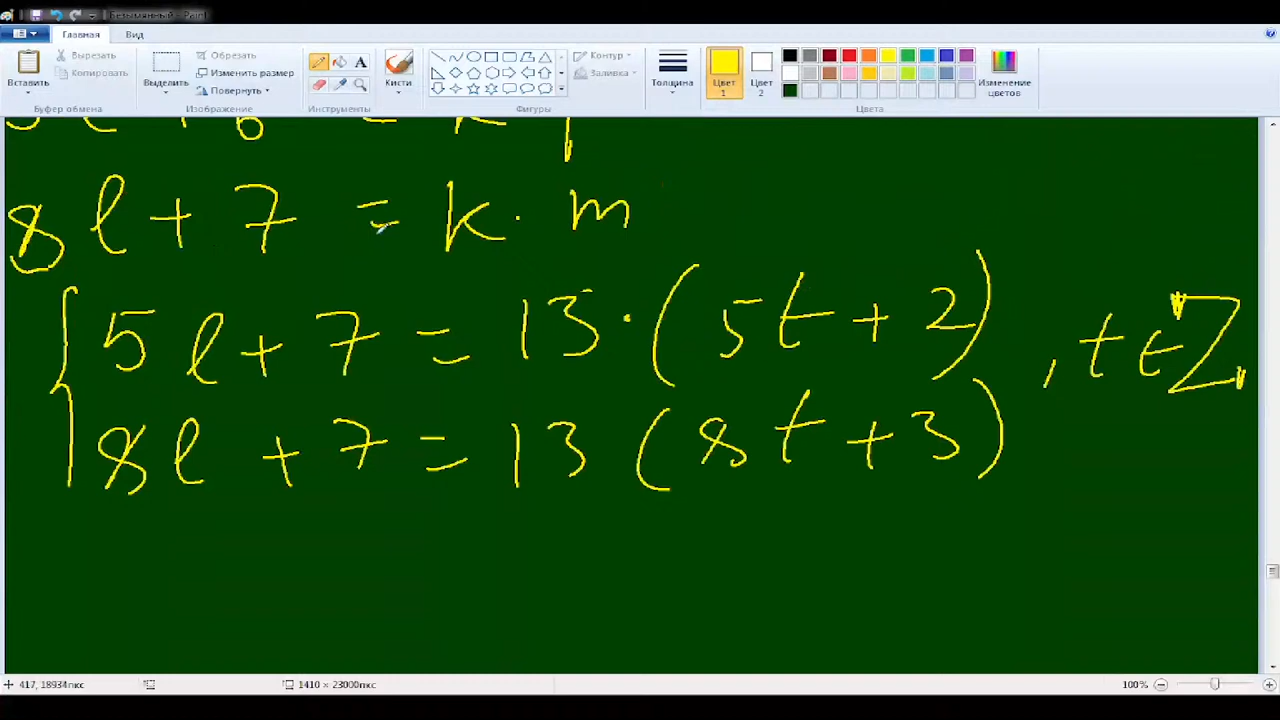 Безымянный - Paint
Главная Вид
Вставить
Вырезать
Копировать
Буфер обмена
Выделить
Обрезать
Изменить размер
Повернуть
Изображение
Инструменты
Кисти
Фигуры
Контур
Заливка
Толщина
Цвет 1
Цвет 2
Изменение цветов
Цвета
8l + 7 = k · m
5l + 7 = 13 · (5t + 2)
, t ∈ Z
8l + 7 = 13 (8t + 3)
417, 18934пкс
1410 × 23000пкс
100%